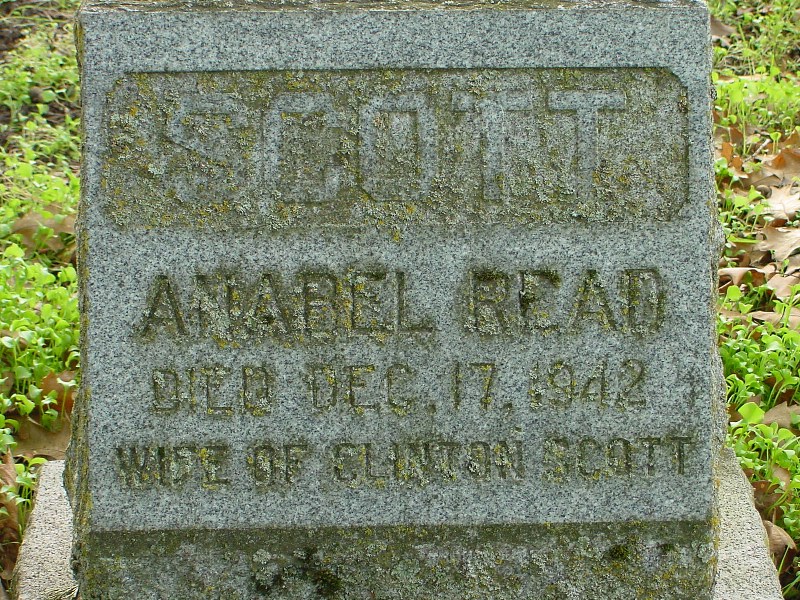 SCOTT
ANABEL READ
DIED DEC. 17, 1942
WIFE OF CLINTON SCOTT